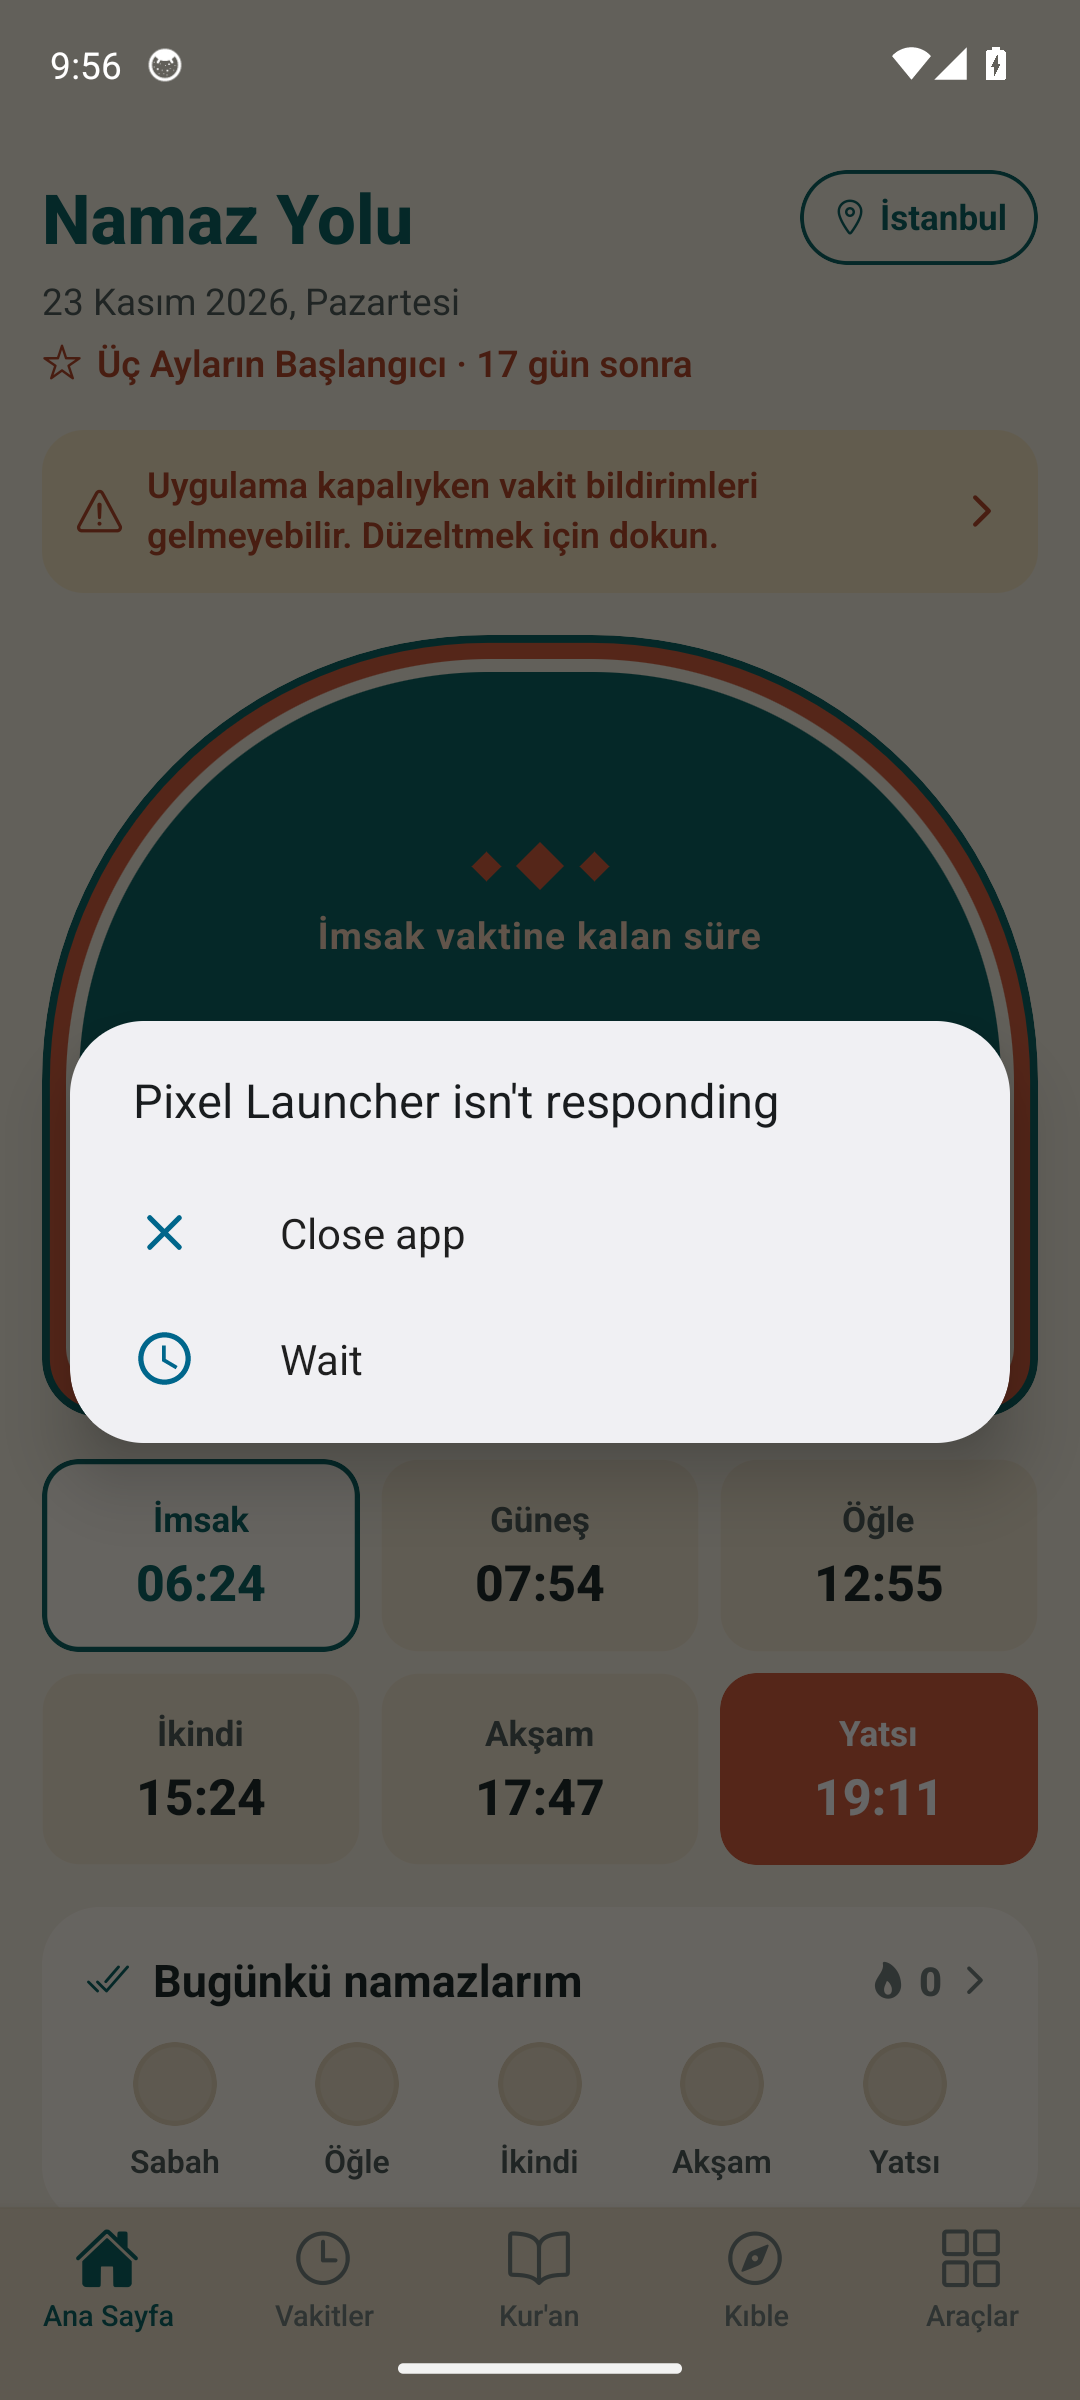 9:56
Namaz Yolu
İstanbul
23 Kasım 2026, Pazartesi
Üç Ayların Başlangıcı · 17 gün sonra
Uygulama kapalıyken vakit bildirimleri
gelmeyebilir. Düzeltmek için dokun.
İmsak vaktine kalan süre
Pixel Launcher isn't responding
Close app
Wait
İmsak
06:24
Güneş
07:54
Öğle
12:55
İkindi
15:24
Akşam
17:47
Yatsı
19:11
Bugünkü namazlarım
0
Sabah
Öğle
İkindi
Akşam
Yatsı
Ana Sayfa
Vakitler
Kur'an
Kıble
Araçlar